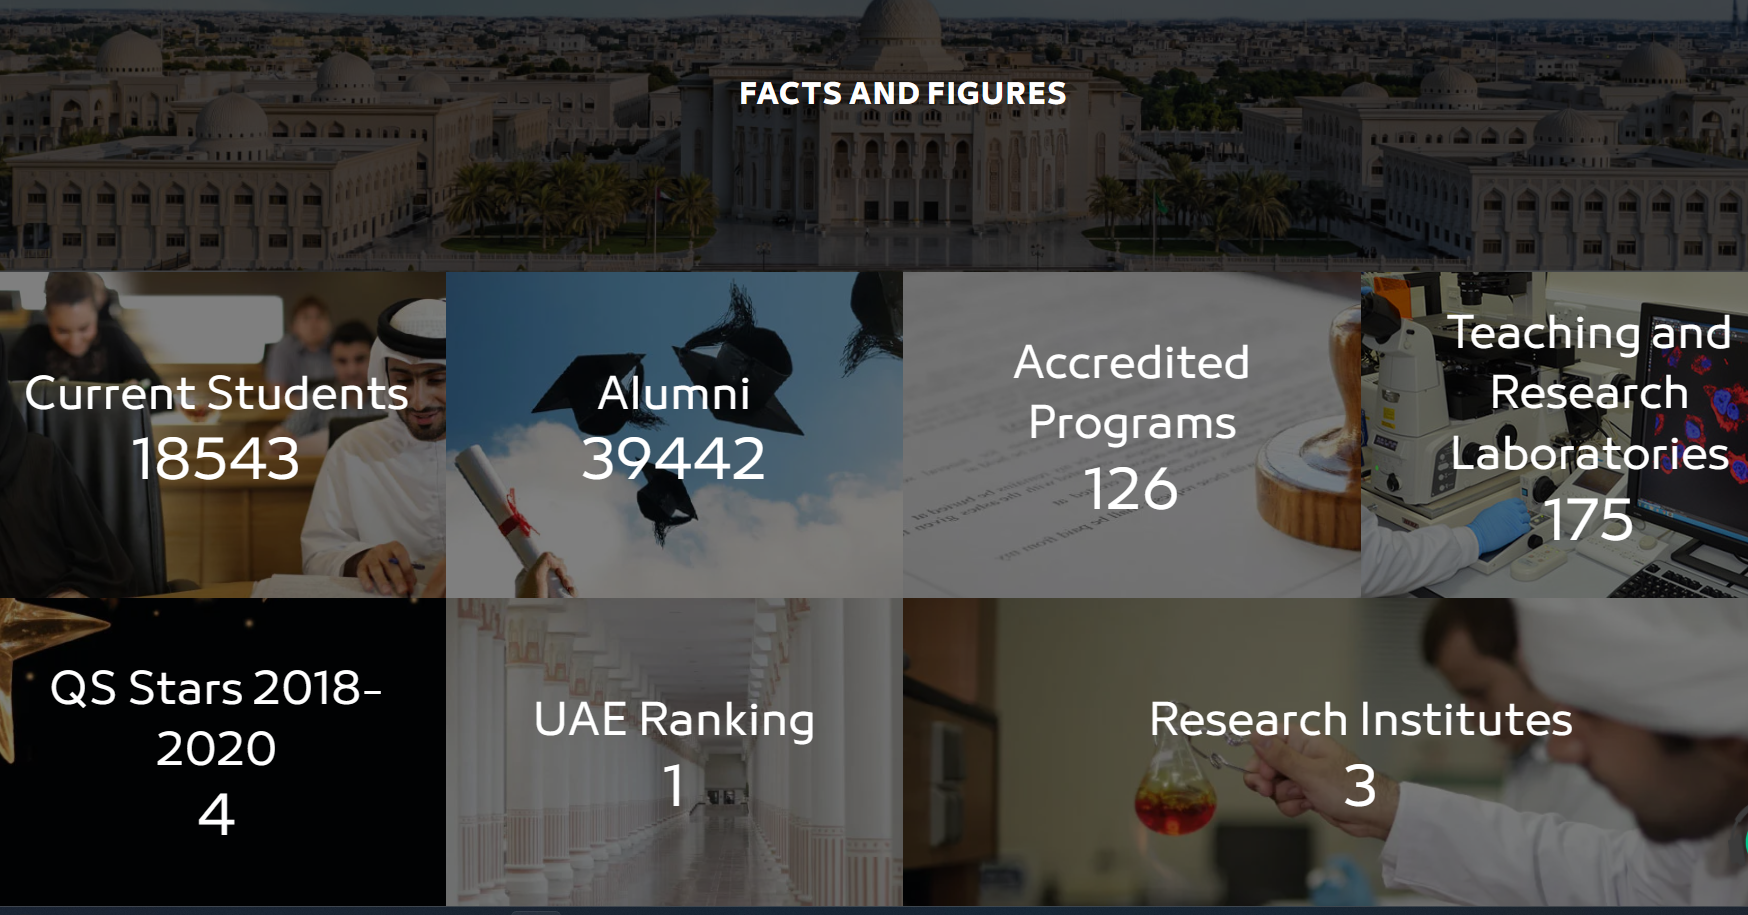 FACTS AND FIGURES
Current Students
18543
Alumni
39442
Accredited
Programs
126
Teaching and
Research
Laboratories
175
QS Stars 2018-
2020
4
UAE Ranking
1
Research Institutes
3